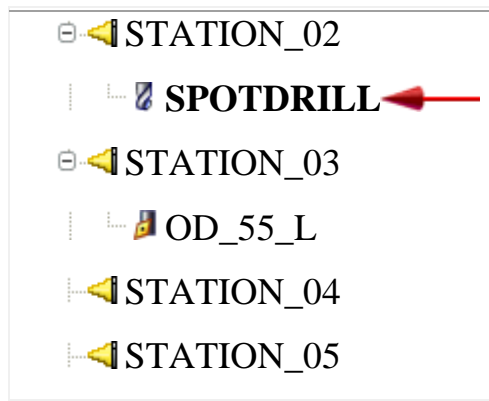 STATION_02
SPOTDRILL
STATION_03
OD_55_L
STATION_04
STATION_05